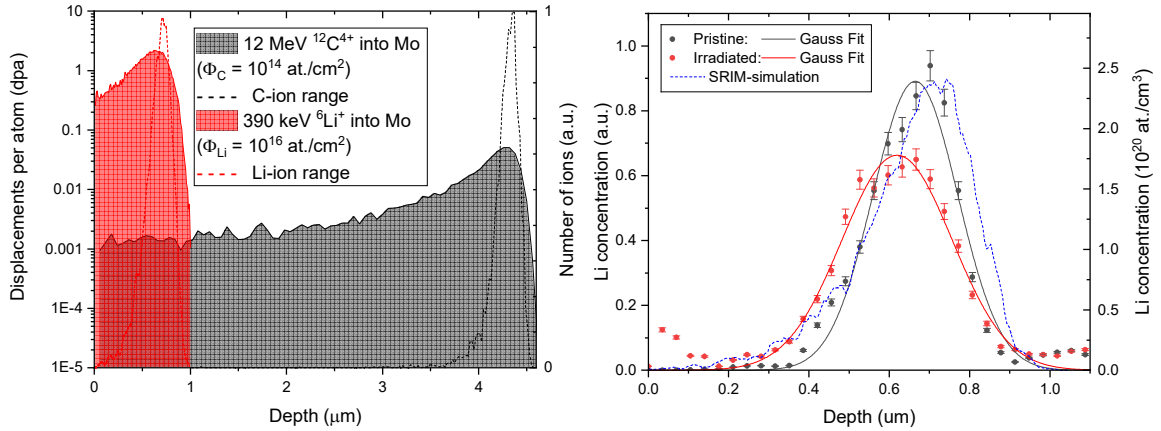 Displacements per atom (dpa)
10
1
0.1
0.01
0.001
1E-4
1E-5
12 MeV ¹²C⁴⁺ into Mo
(Φ_C = 10¹⁴ at./cm²)
C-ion range
390 keV ⁶Li⁺ into Mo
(Φ_Li = 10¹⁶ at./cm²)
Li-ion range
1
0
Number of ions (a.u.)
0 1 2 3 4
Depth (μm)
Li concentration (a.u.)
1.0
0.8
0.6
0.4
0.2
0.0
Pristine: Gauss Fit
Irradiated: Gauss Fit
SRIM-simulation
2.5
2.0
1.5
1.0
0.5
0.0
Li concentration (10²⁰ at./cm³)
0.0 0.2 0.4 0.6 0.8 1.0
Depth (um)